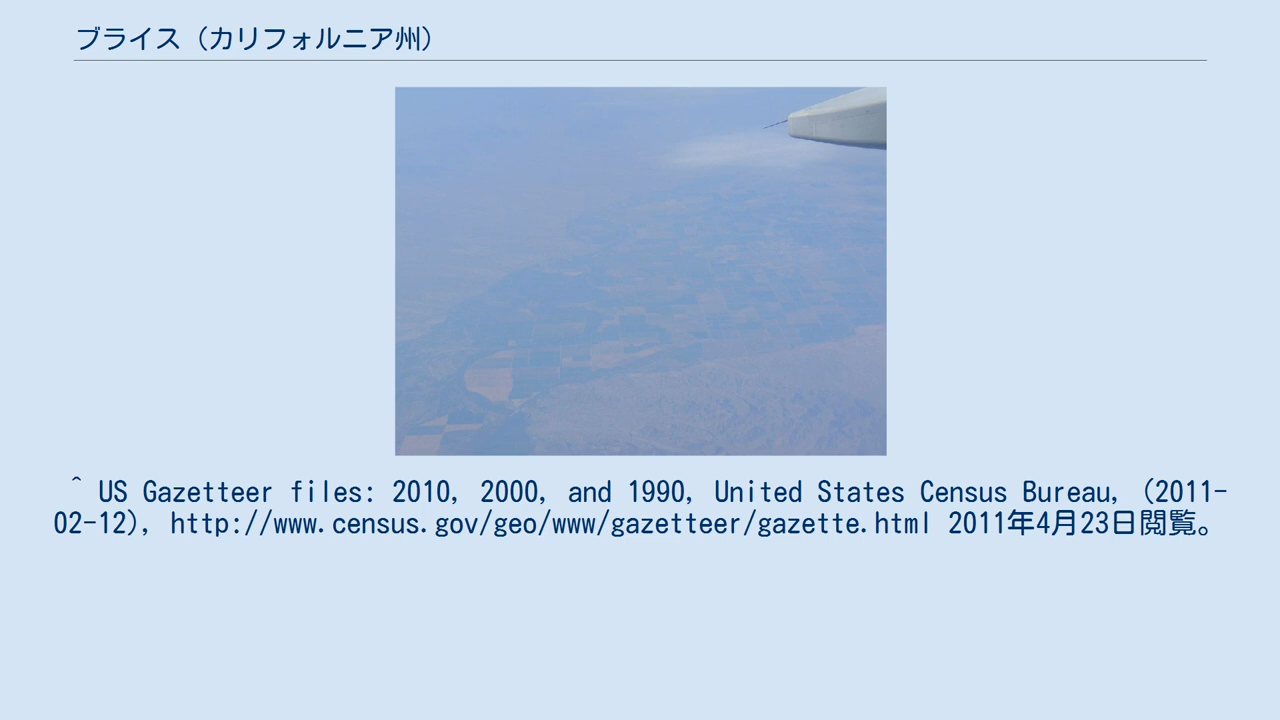 ブライス（カリフォルニア州）
^ US Gazetteer files: 2010, 2000, and 1990, United States Census Bureau, (2011-
02-12), http://www.census.gov/geo/www/gazetteer/gazette.html 2011年4月23日閲覧。